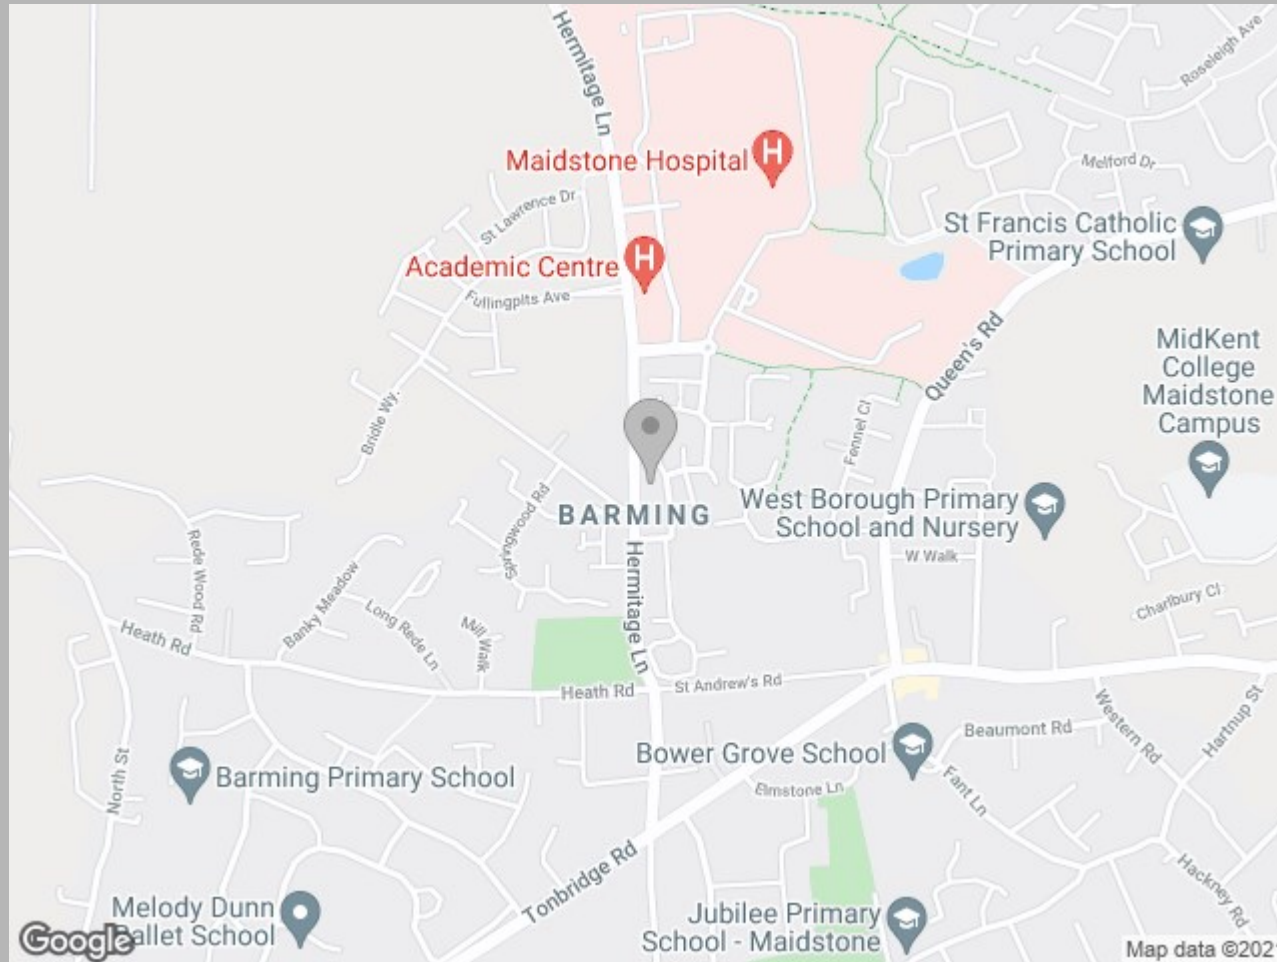 Hermitage Ln
Roseleigh Ave
Maidstone Hospital
H
Melford Dr
St Lawrence Dr
St Francis Catholic
Primary School
Academic Centre
H
Fullingpits Ave
Queen's Rd
MidKent
College
Maidstone
Campus
Bridle Wy.
Fennel Cl
Springwood Rd
BARMING
West Borough Primary
School and Nursery
Hermitage Ln
W Walk
Rede Wood Rd
Banky Meadow
Long Rede Ln
Mill Walk
Charlbury Cl
Heath Rd
Heath Rd
St Andrew's Rd
Western Rd
Hartnup St
Beaumont Rd
Bower Grove School
North St
Barming Primary School
Elmstone Ln
Fant Ln
Tonbridge Rd
Hackney Rd
Melody Dunn
Ballet School
Jubilee Primary
School - Maidstone
Google
Map data ©202